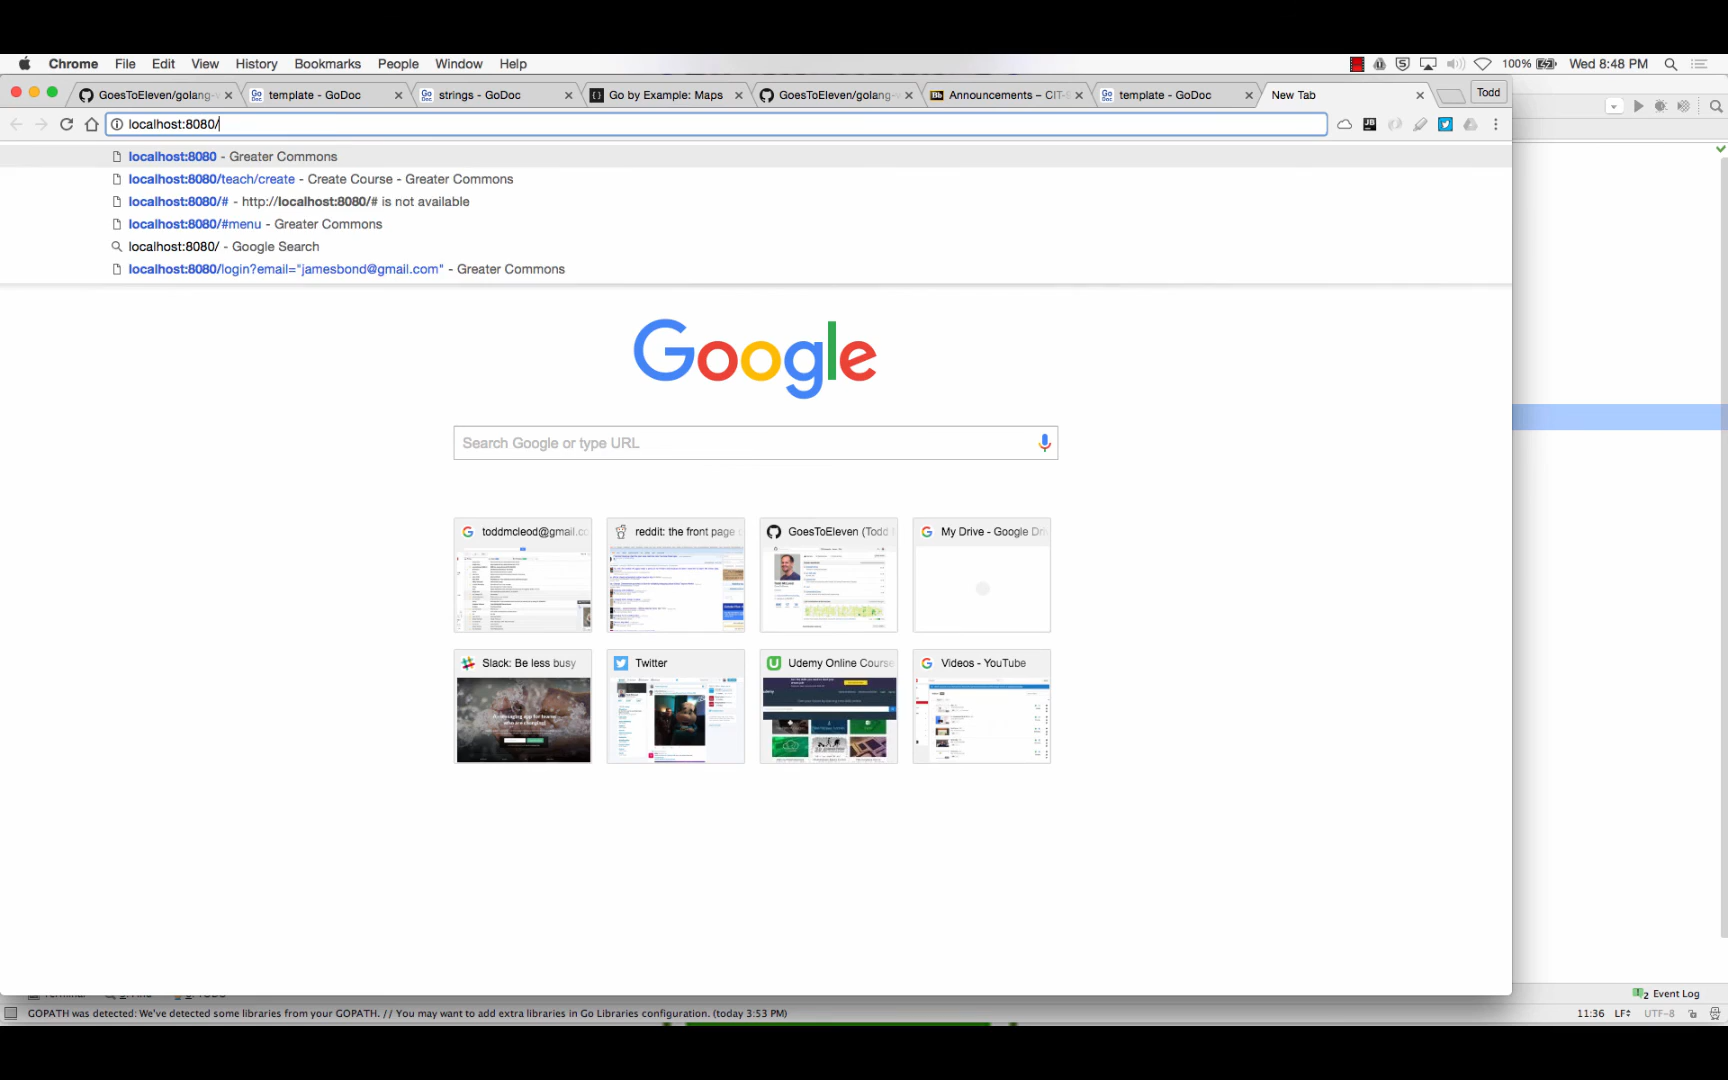 Chrome File Edit View History Bookmarks People Window Help 100% Wed 8:48 PM
GoesToEleven/golang-w template - GoDoc strings - GoDoc Go by Example: Maps GoesToEleven/golang-w Announcements – CIT- template - GoDoc New Tab Todd
localhost:8080/
localhost:8080 - Greater Commons
localhost:8080/teach/create - Create Course - Greater Commons
localhost:8080/# - http://localhost:8080/# is not available
localhost:8080/#menu - Greater Commons
localhost:8080/ - Google Search
localhost:8080/login?email="jamesbond@gmail.com" - Greater Commons
Google
Search Google or type URL
toddmcleod@gmail.co reddit: the front page GoesToEleven (Todd My Drive - Google Dri
Slack: Be less busy Twitter Udemy Online Course Videos - YouTube
2 Event Log
GOPATH was detected: We've detected some libraries from your GOPATH. // You may want to add extra libraries in Go Libraries configuration. (today 3:53 PM) 11:36 LF UTF-8